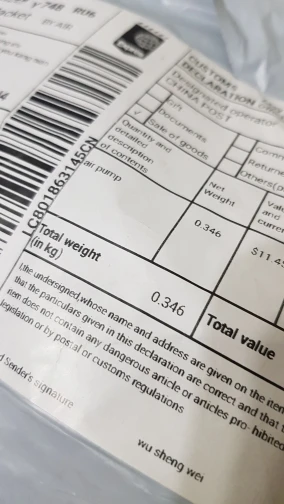 CUSTOMS
DECLARATION
Designated operator
CHINA POST
Gift
Documents
Sale of goods
Returned
Others
Quantity and
detailed
description
of contents
Net
Weight
and
air pump
0.346
$11.4
LC801863145CN
Total weight
(in kg)
0.346
Total value
I,the undersigned,whose name and address are given on the item
that the particulars given in this declaration are correct and that
item does not contain any dangerous article or articles pro- hibited
legislation or by postal or customs regulations
Sender's signature
wu sheng wei